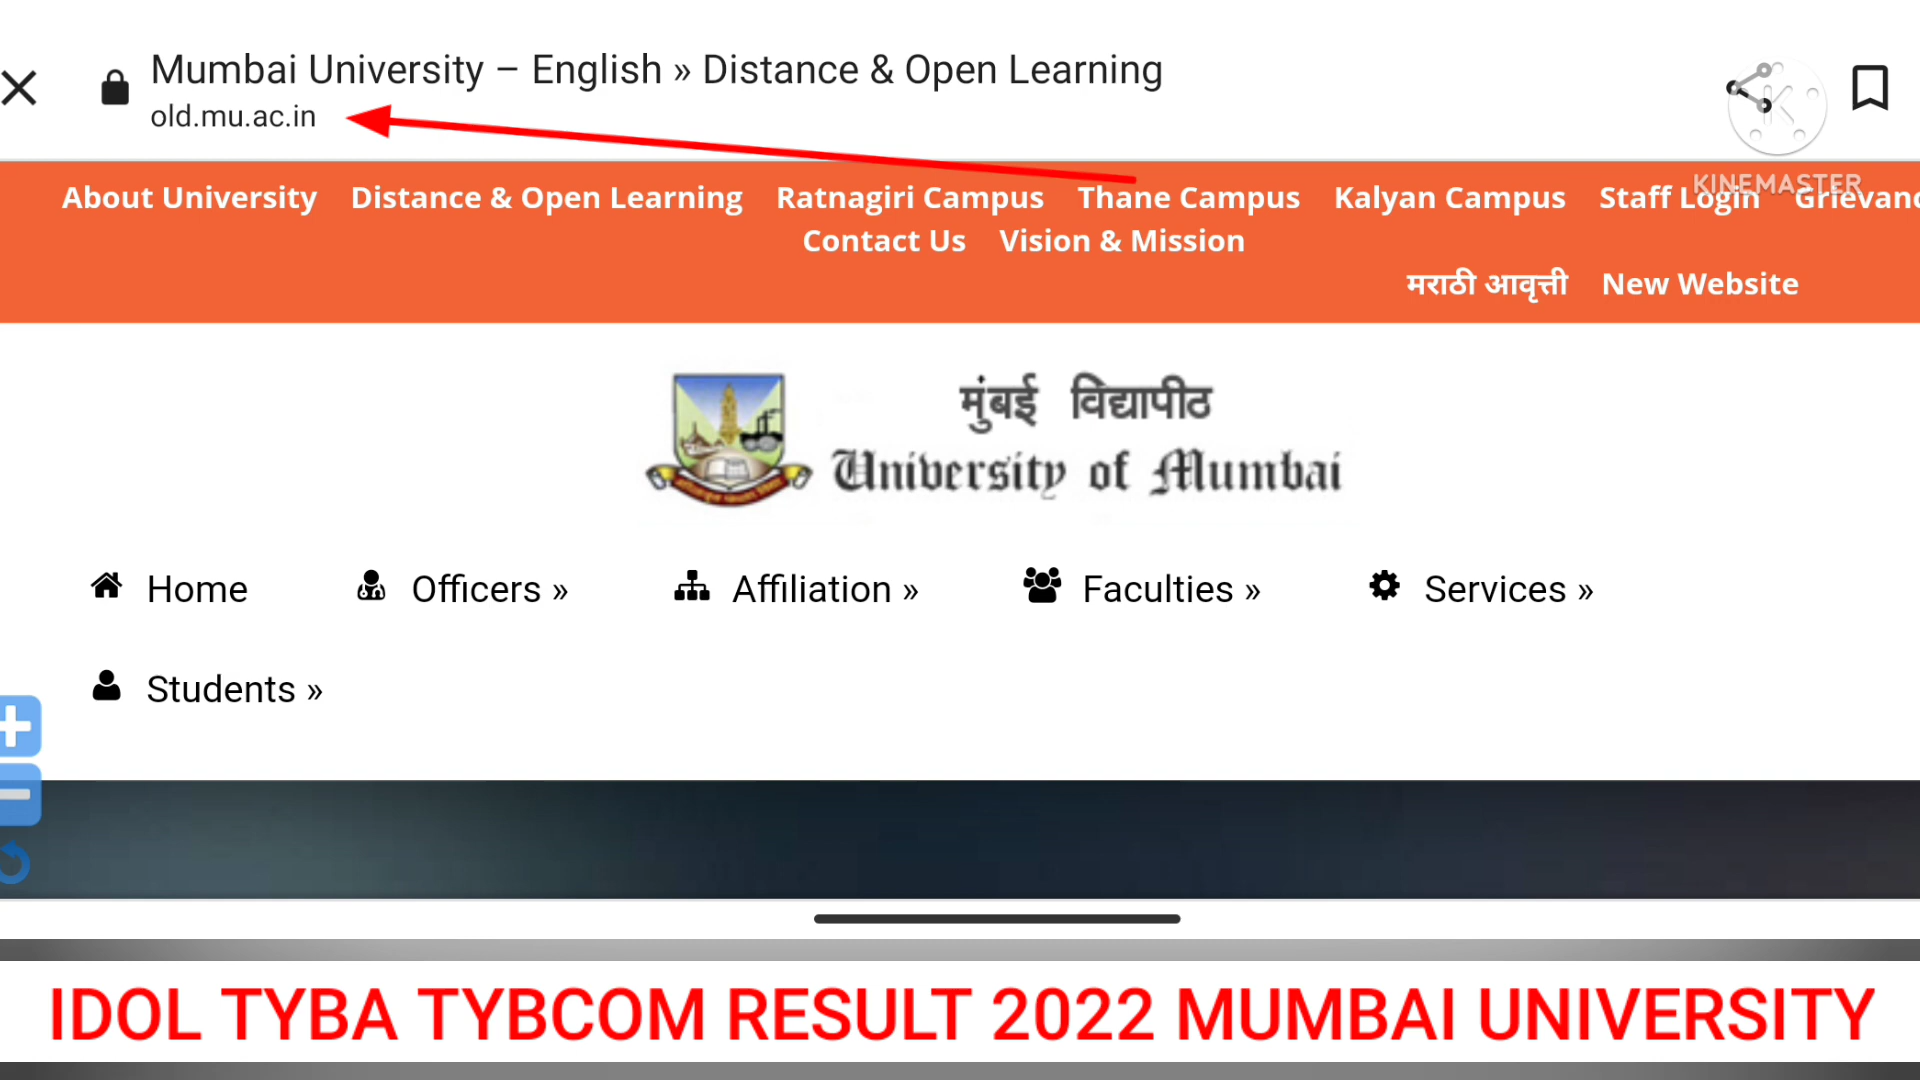 Mumbai University – English » Distance & Open Learning
old.mu.ac.in
KINEMASTER
About University Distance & Open Learning Ratnagiri Campus Thane Campus Kalyan Campus Staff Login Grievanc
Contact Us Vision & Mission
मराठी आवृत्ती New Website
मुंबई विद्यापीठ
University of Mumbai
Home Officers » Affiliation » Faculties » Services »
Students »
IDOL TYBA TYBCOM RESULT 2022 MUMBAI UNIVERSITY